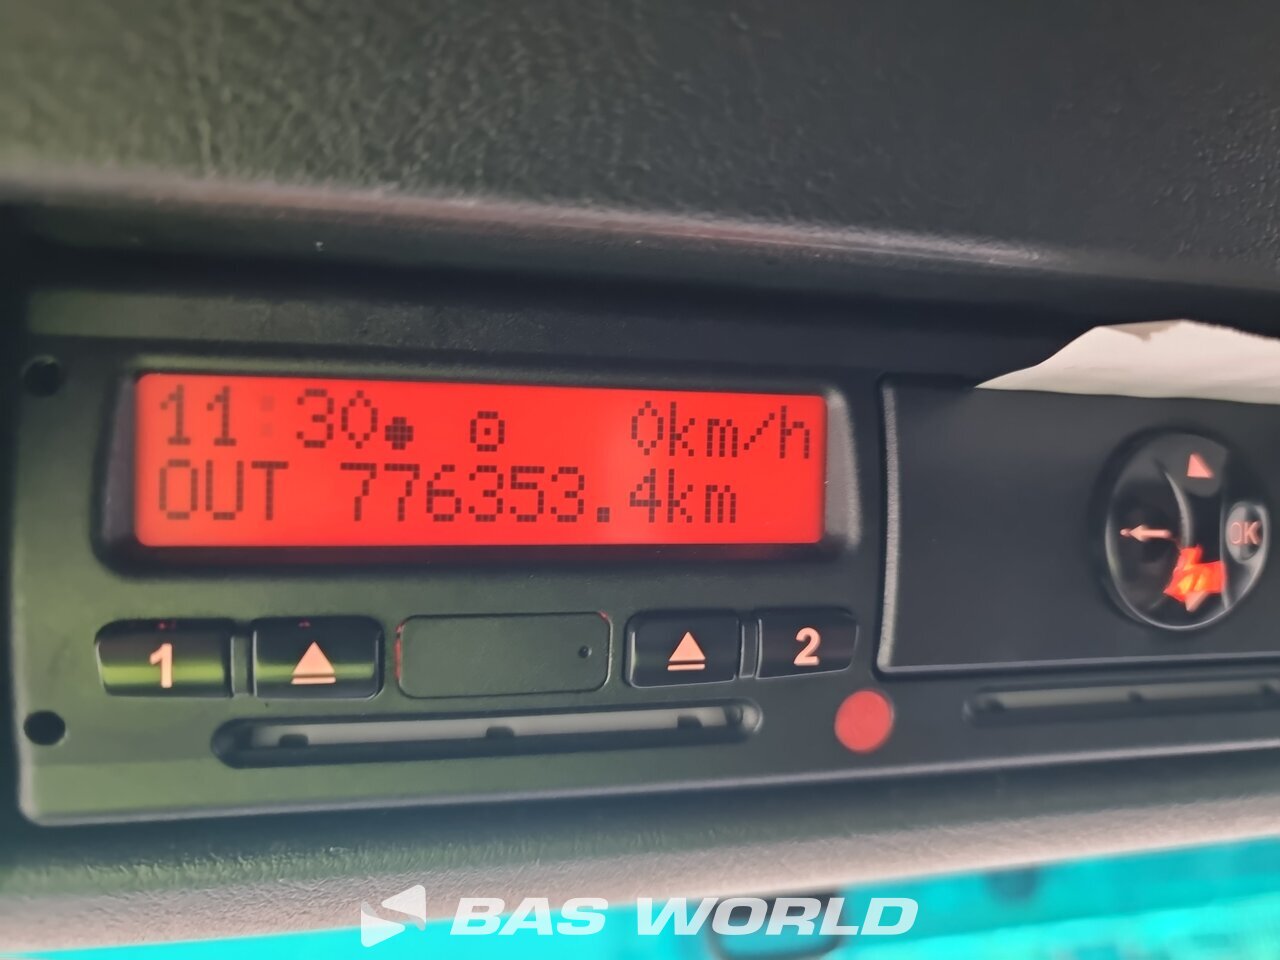 11:30 0km/h
OUT 776353.4km
OK
1 2
BAS WORLD